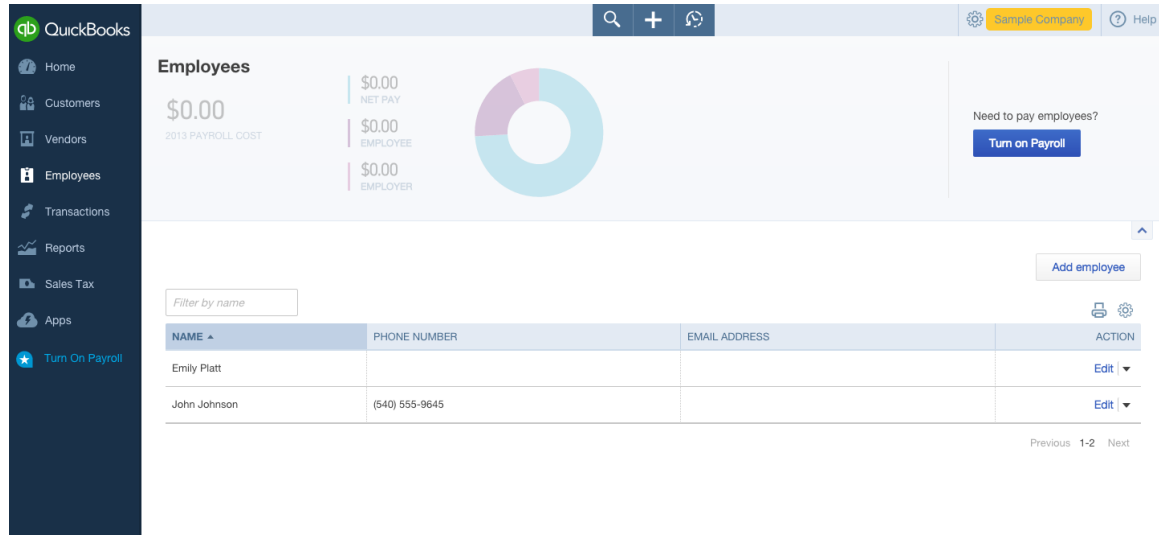 QuickBooks
Sample Company
Help
Home
Customers
Vendors
Employees
Transactions
Reports
Sales Tax
Apps
Turn On Payroll
Employees
$0.00
2013 PAYROLL COST
$0.00
NET PAY
$0.00
EMPLOYEE
$0.00
EMPLOYER
Need to pay employees?
Turn on Payroll
Add employee
Filter by name
NAME PHONE NUMBER EMAIL ADDRESS ACTION
Emily Platt Edit
John Johnson (540) 555-9645 Edit
Previous 1-2 Next